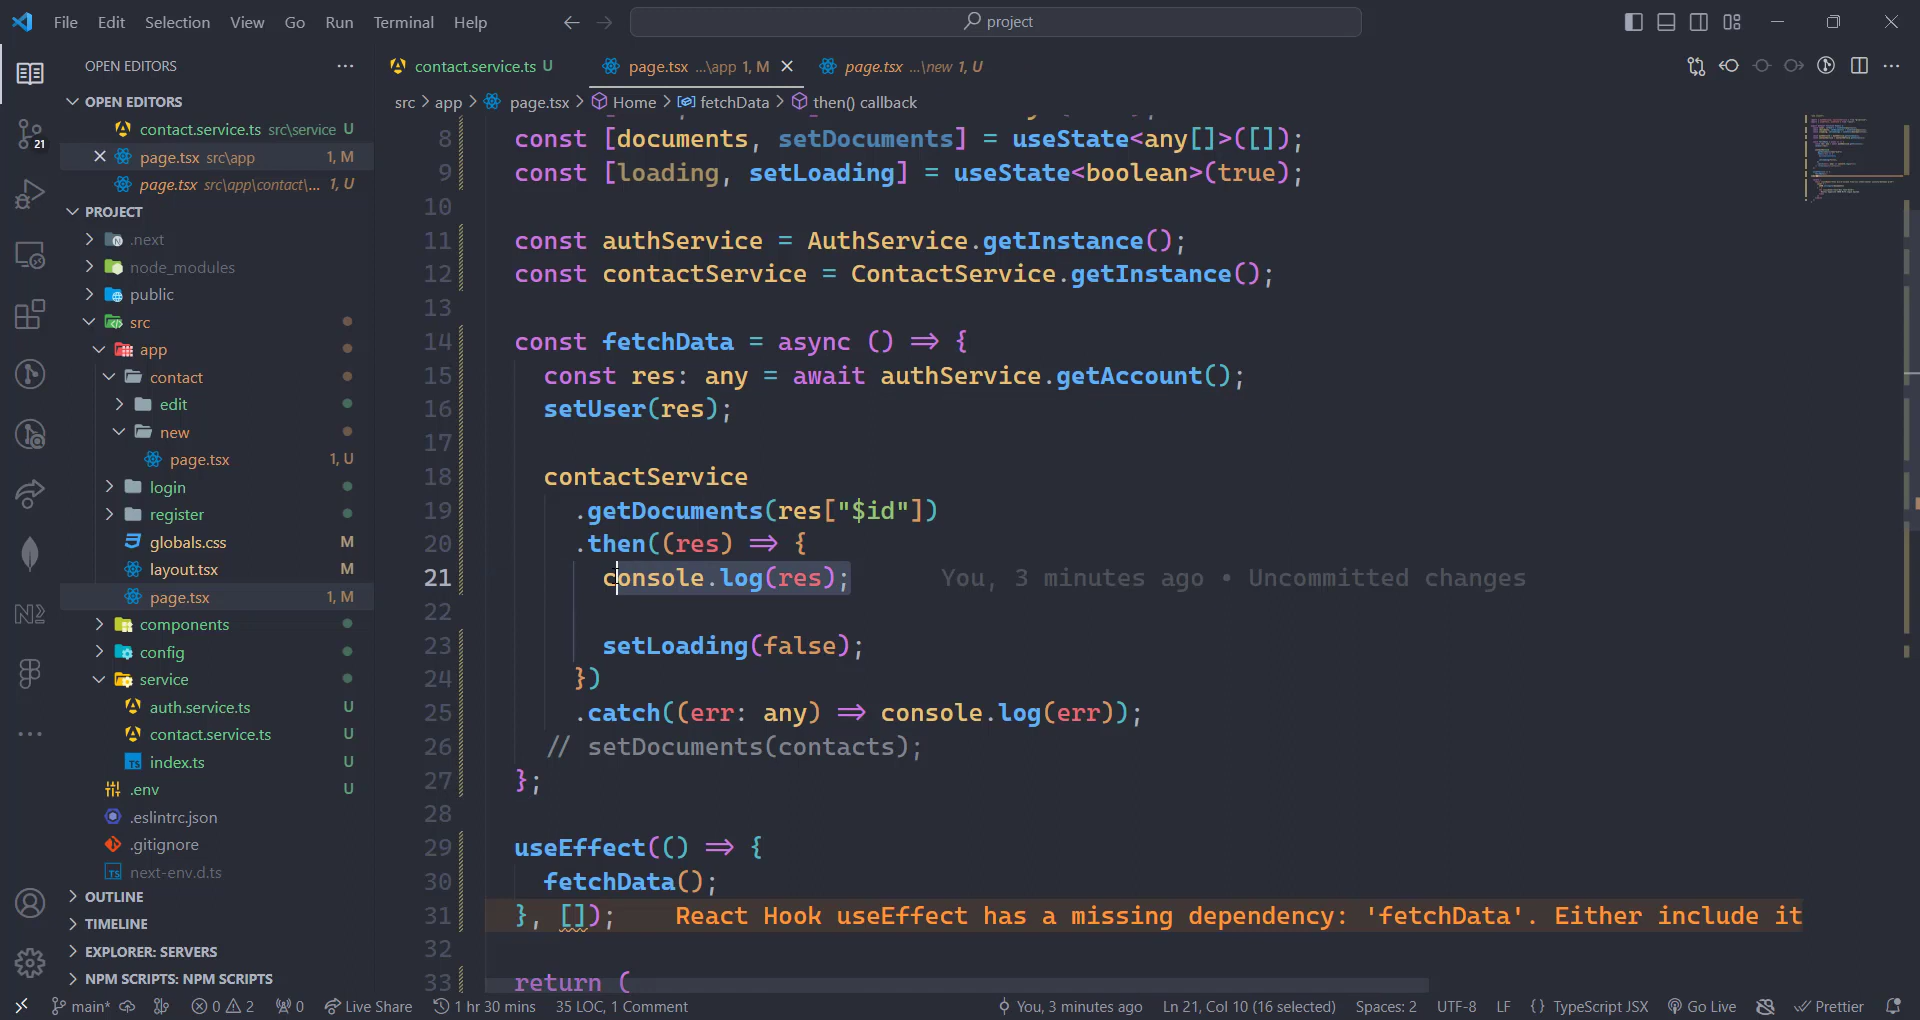 File Edit Selection View Go Run Terminal Help
project
OPEN EDITORS
OPEN EDITORS
contact.service.ts src\service U
page.tsx src\app 1, M
page.tsx src\app\contact\... 1, U
PROJECT
.next
node_modules
public
src
app
contact
edit
new
page.tsx 1, U
login
register
globals.css M
layout.tsx M
page.tsx 1, M
components
config
service
auth.service.ts U
contact.service.ts U
index.ts U
.env U
.eslintrc.json
.gitignore
next-env.d.ts
OUTLINE
TIMELINE
EXPLORER: SERVERS
NPM SCRIPTS: NPM SCRIPTS
21
contact.service.ts U
page.tsx ...\app 1, M
page.tsx ...\new 1, U
src > app > page.tsx > Home > fetchData > then() callback
8 const [documents, setDocuments] = useState<any[]>([]);
9 const [loading, setLoading] = useState<boolean>(true);
10
11 const authService = AuthService.getInstance();
12 const contactService = ContactService.getInstance();
13
14 const fetchData = async () => {
15 const res: any = await authService.getAccount();
16 setUser(res);
17
18 contactService
19 .getDocuments(res["$id"])
20 .then((res) => {
21 console.log(res); You, 3 minutes ago • Uncommitted changes
22
23 setLoading(false);
24 })
25 .catch((err: any) => console.log(err));
26 // setDocuments(contacts);
27 };
28
29 useEffect(() => {
30 fetchData();
31 }, []); React Hook useEffect has a missing dependency: 'fetchData'. Either include it
32
33 return (
main* 0 2 0 Live Share 1 hr 30 mins 35 LOC, 1 Comment You, 3 minutes ago Ln 21, Col 10 (16 selected) Spaces: 2 UTF-8 LF {} TypeScript JSX Go Live Prettier